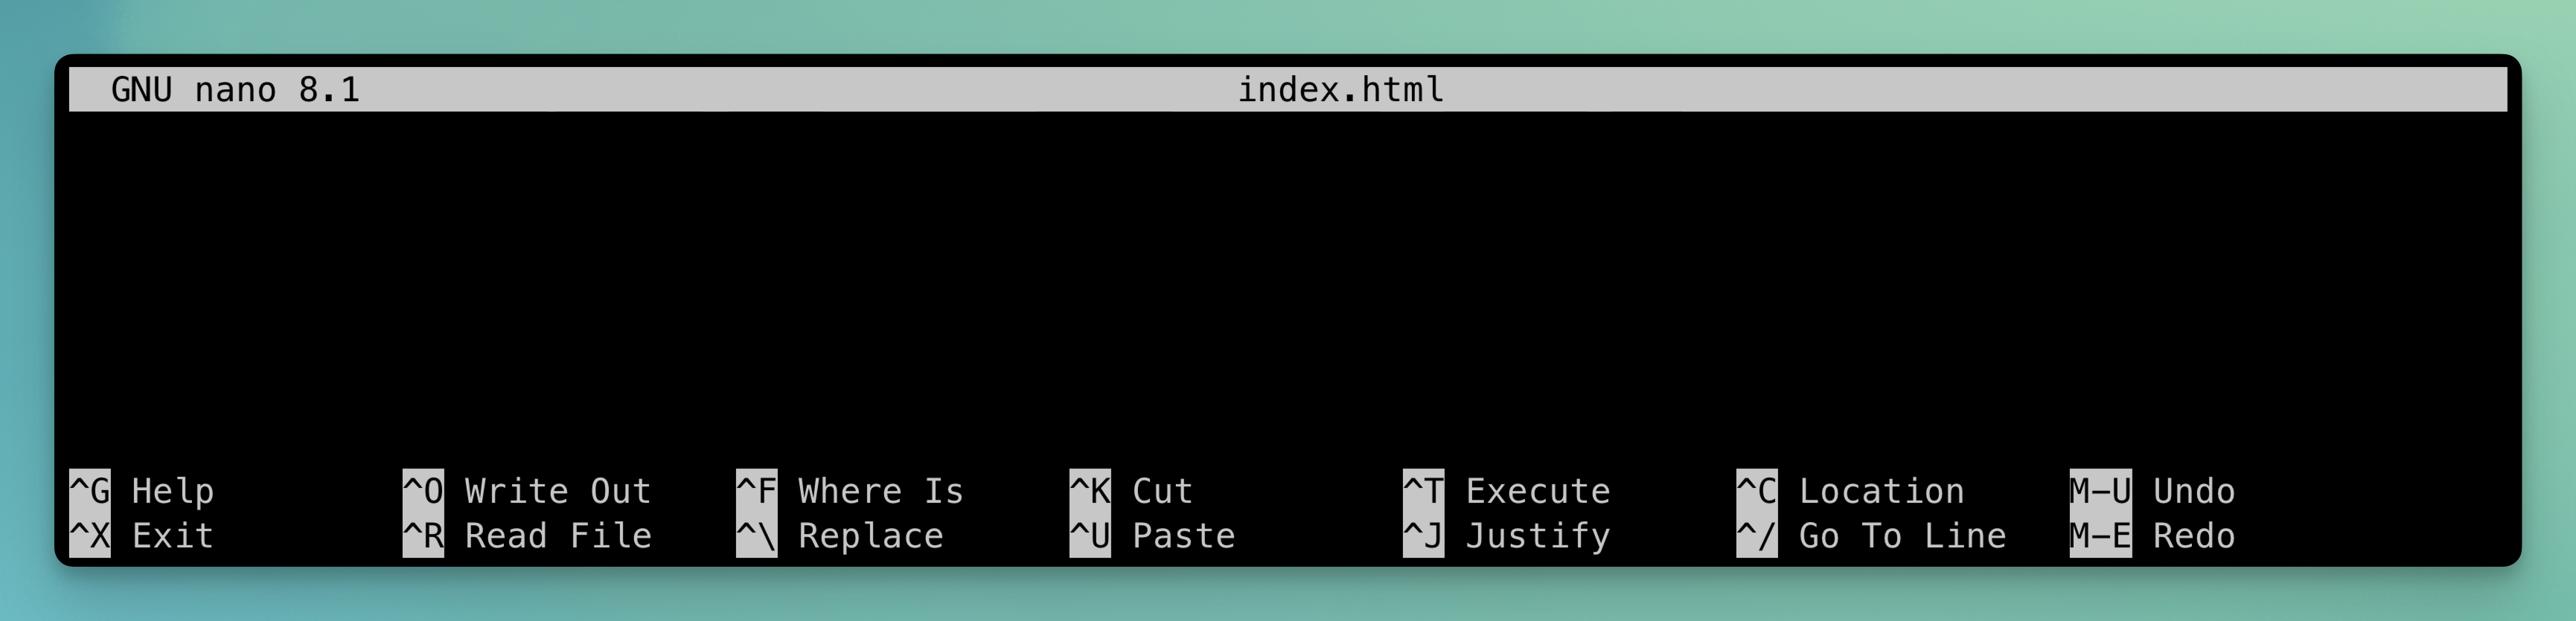 GNU nano 8.1 index.html
^G Help ^O Write Out ^F Where Is ^K Cut ^T Execute ^C Location M-U Undo
^X Exit ^R Read File ^\ Replace ^U Paste ^J Justify ^/ Go To Line M-E Redo